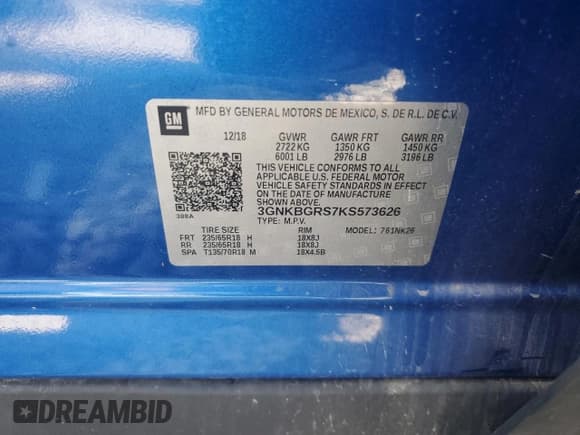 GM
MFD BY GENERAL MOTORS DE MEXICO, S. DE R.L. DE C.V.
12/18 GVWR GAWR FRT GAWR RR
2722 KG 1350 KG 1450 KG
6001 LB 2976 LB 3196 LB
THIS VEHICLE CONFORMS TO ALL
APPLICABLE U.S. FEDERAL MOTOR
VEHICLE SAFETY STANDARDS IN EFFECT
ON THE DATE OF MANUFACTURE SHOWN ABOVE.
3GNKBGRS7KS573626
388A TYPE: M.P.V.
TIRE SIZE RIM MODEL: 761NK26
FRT 235/65R18 H 18X8J
RR 235/65R18 H 18X8J
SPA T135/70R18 M 18X4.5B
DREAMBID